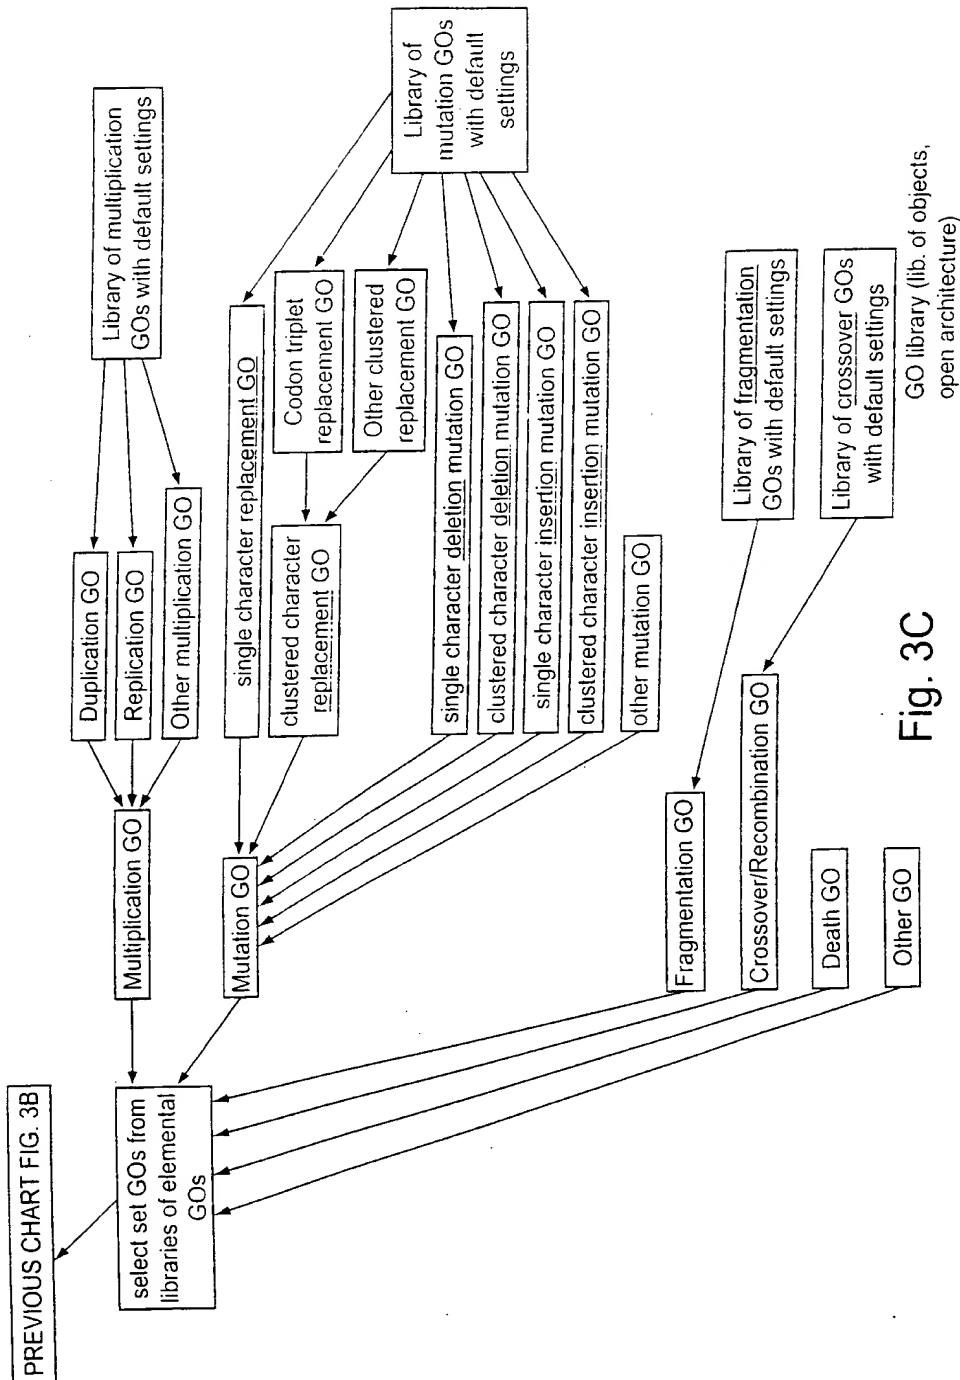 PREVIOUS CHART FIG. 3B
select set GOs from
libraries of elemental
GOs
Multiplication GO
Duplication GO
Replication GO
Other multiplication GO
Library of multiplication
GOs with default settings
Mutation GO
single character replacement GO
clustered character
replacement GO
Codon triplet
replacement GO
Other clustered
replacement GO
Library of
mutation GOs
with default
settings
single character deletion mutation GO
clustered character deletion mutation GO
single character insertion mutation GO
clustered character insertion mutation GO
other mutation GO
Fragmentation GO
Library of fragmentation
GOs with default settings
Crossover/Recombination GO
Library of crossover GOs
with default settings
Death GO
Other GO
GO library (lib. of objects,
open architecture)
Fig. 3C